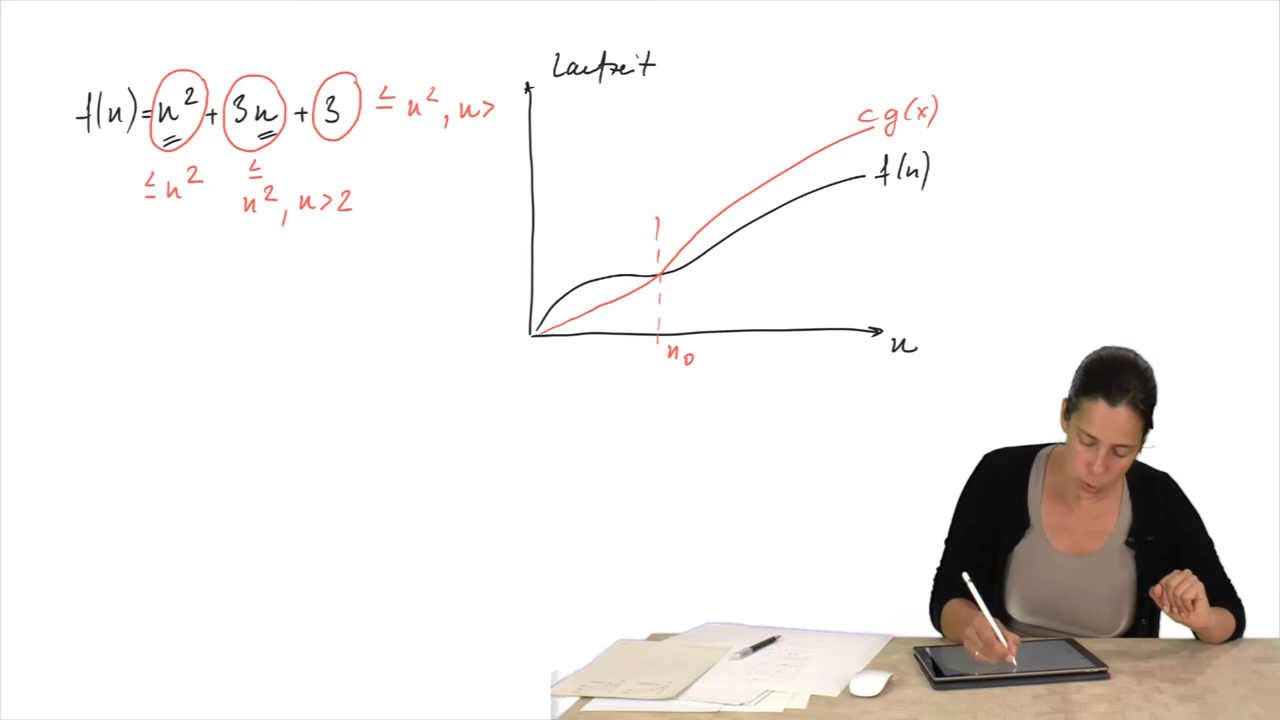 f(n)=n²+3n+3 ≤ n², n>
≤n² ≤
n², n>2
Laufzeit
c g(x)
f(n)
n₀
n